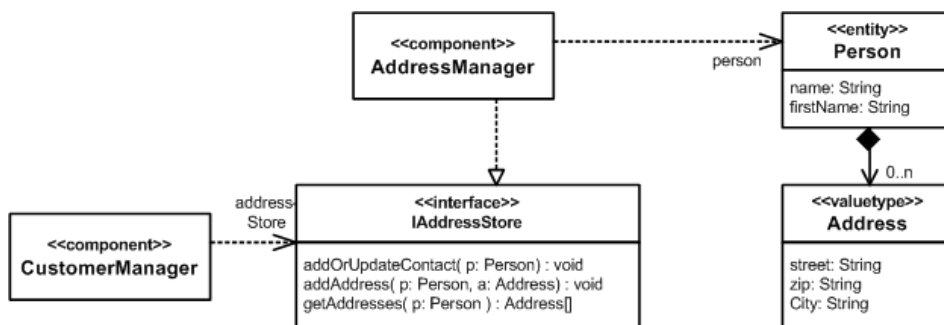 <<component>>
AddressManager
person
<<entity>>
Person
name: String
firstName: String
0..n
<<component>>
CustomerManager
address
Store
<<interface>>
IAddressStore
addOrUpdateContact( p: Person) : void
addAddress( p: Person, a: Address) : void
getAddresses( p: Person ) : Address[]
<<valuetype>>
Address
street: String
zip: String
City: String